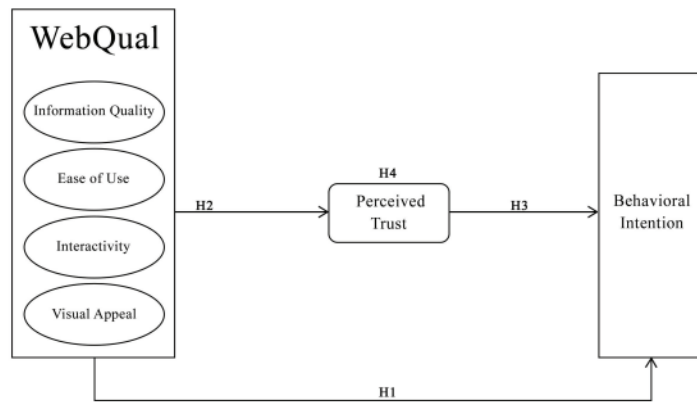 WebQual
Information Quality
Ease of Use
Interactivity
Visual Appeal
H2
H4
Perceived
Trust
H3
Behavioral
Intention
H1